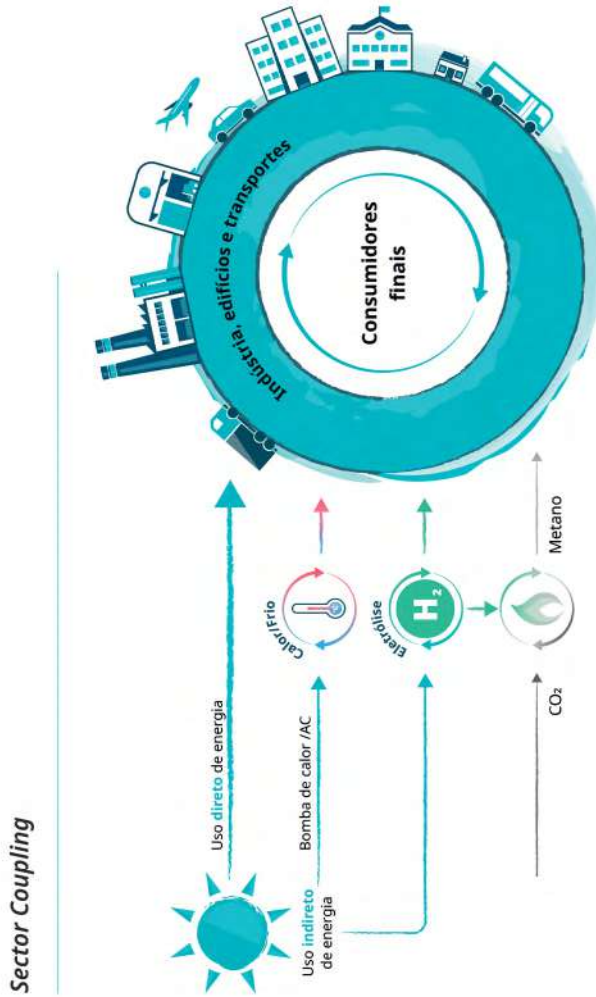 Sector Coupling
Uso direto de energia
Uso indireto
de energia
Bomba de calor /AC
Calor/Frio
Eletrólise
H₂
CO₂
Metano
Indústria, edifícios e transportes
Consumidores
finais